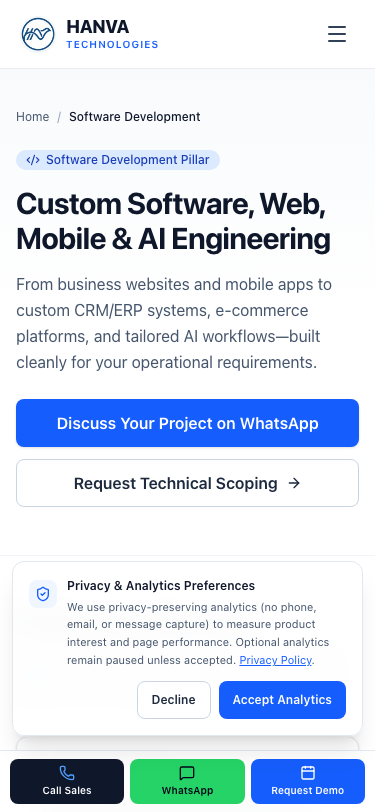 HANVA
TECHNOLOGIES
Home / Software Development
Software Development Pillar
Custom Software, Web,
Mobile & AI Engineering
From business websites and mobile apps to
custom CRM/ERP systems, e-commerce
platforms, and tailored AI workflows—built
cleanly for your operational requirements.
Discuss Your Project on WhatsApp
Request Technical Scoping →
Privacy & Analytics Preferences
We use privacy-preserving analytics (no phone,
email, or message capture) to measure product
interest and page performance. Optional analytics
remain paused unless accepted. Privacy Policy.
Decline Accept Analytics
Call Sales WhatsApp Request Demo